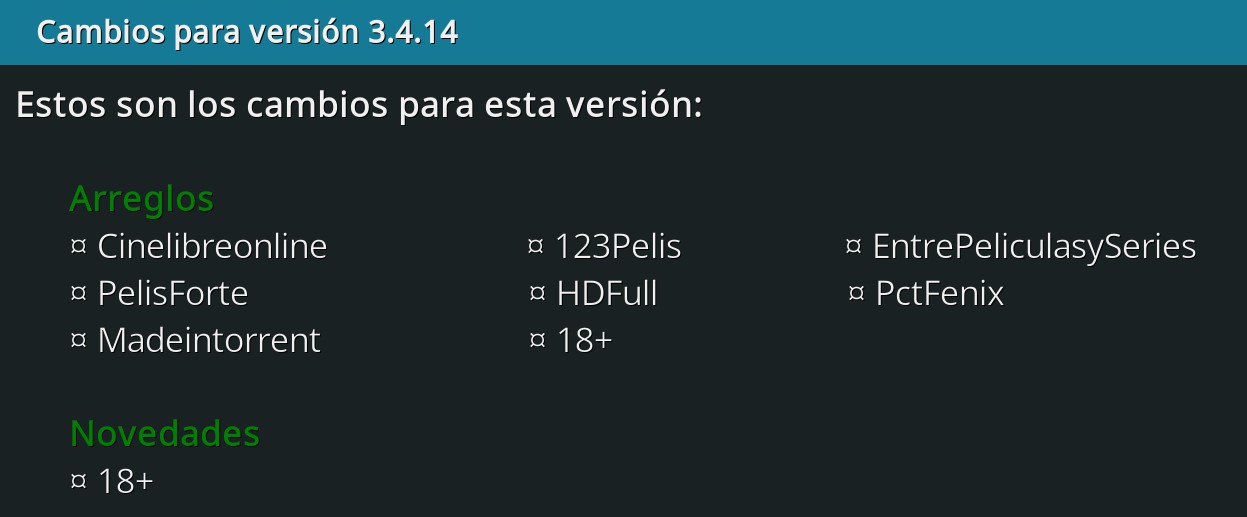 Cambios para versión 3.4.14
Estos son los cambios para esta versión:
Arreglos
¤ Cinelibreonline ¤ 123Pelis ¤ EntrePeliculasySeries
¤ PelisForte ¤ HDFull ¤ PctFenix
¤ Madeintorrent ¤ 18+
Novedades
¤ 18+